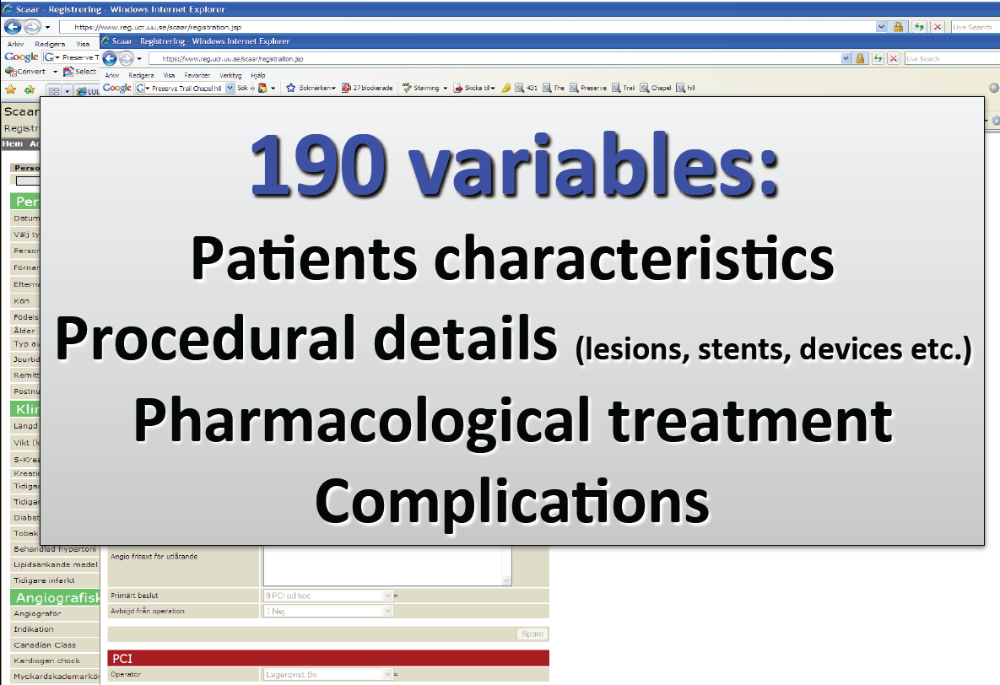 Scaar - Registrering - Windows Internet Explorer
https://www.reg.ucr.uu.se/scaar/registration.jsp
Live Search
Arkiv Redigera Visa
Scaar - Registrering - Windows Internet Explorer
Google Preserve T
https://www.reg.ucr.uu.se/scaar/registration.jsp
Live Search
Convert Select
Arkiv Redigera Visa Favoriter Verktyg Hjälp
Google Preserve Trail Chapel hill Sök Bokmärken 27 blockerade Stavning Skicka till 431 The Preserve Trail Chapel hill
Scaar
Registr
Hem
190 variables:
Patients characteristics
Procedural details (lesions, stents, devices etc.)
Pharmacological treatment
Complications
Perso
Per
Datum
Välj ty
Person
Förnar
Efterna
Kön
Födels
Ålder
Typ av
Jourtid
Remitt
Postnu
Klin
Längd
Vikt (k
S-Krea
Kreatin
Tidigar
Tidigar
Diabet
Tobak
Behandlad hypertoni
Lipidsänkande medel
Tidigare infarkt
Angiografisk
Angiograför
Indikation
Canadian Class
Kardiogen chock
Myokardskademarkör
Angio fritext för utlåtande
Primärt beslut 9 PCI ad hoc
Avböjd från operation 1 Nej
Spara
PCI
Operatör Lagerqvist, Bo